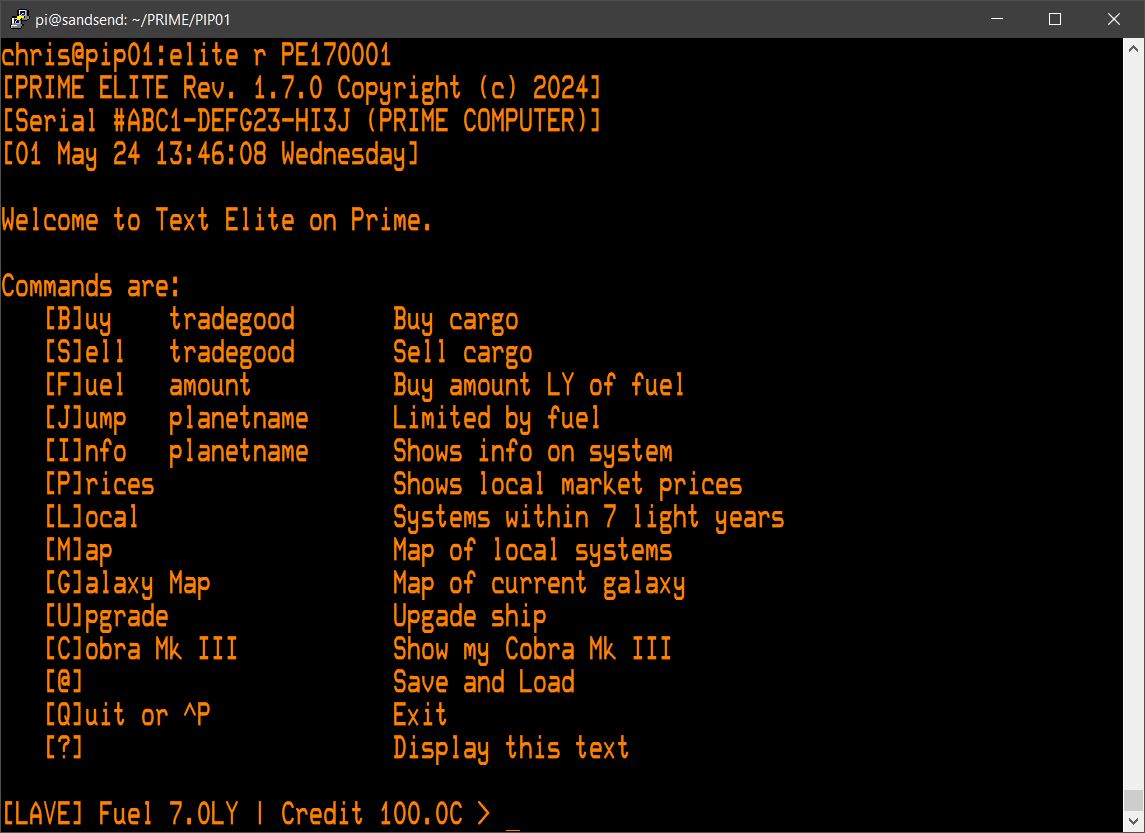 pi@sandsend: ~/PRIME/PIP01
chris@pip01:elite r PE170001
[PRIME ELITE Rev. 1.7.0 Copyright (c) 2024]
[Serial #ABC1-DEFG23-HI3J (PRIME COMPUTER)]
[01 May 24 13:46:08 Wednesday]
Welcome to Text Elite on Prime.
Commands are:
[B]uy tradegood Buy cargo
[S]ell tradegood Sell cargo
[F]uel amount Buy amount LY of fuel
[J]ump planetname Limited by fuel
[I]nfo planetname Shows info on system
[P]rices Shows local market prices
[L]ocal Systems within 7 light years
[M]ap Map of local systems
[G]alaxy Map Map of current galaxy
[U]pgrade Upgade ship
[C]obra Mk III Show my Cobra Mk III
[@] Save and Load
[Q]uit or ^P Exit
[?] Display this text
[LAVE] Fuel 7.0LY | Credit 100.0C > _